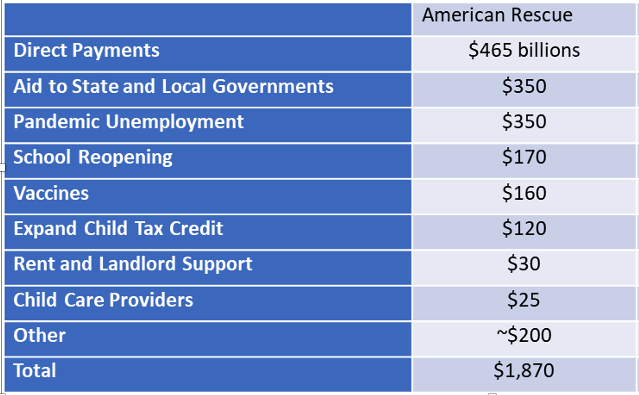 American Rescue
Direct Payments $465 billions
Aid to State and Local Governments $350
Pandemic Unemployment $350
School Reopening $170
Vaccines $160
Expand Child Tax Credit $120
Rent and Landlord Support $30
Child Care Providers $25
Other ~$200
Total $1,870